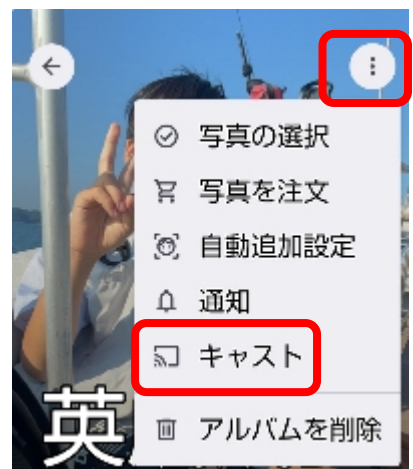 写真の選択
写真を注文
自動追加設定
通知
キャスト
アルバムを削除
英